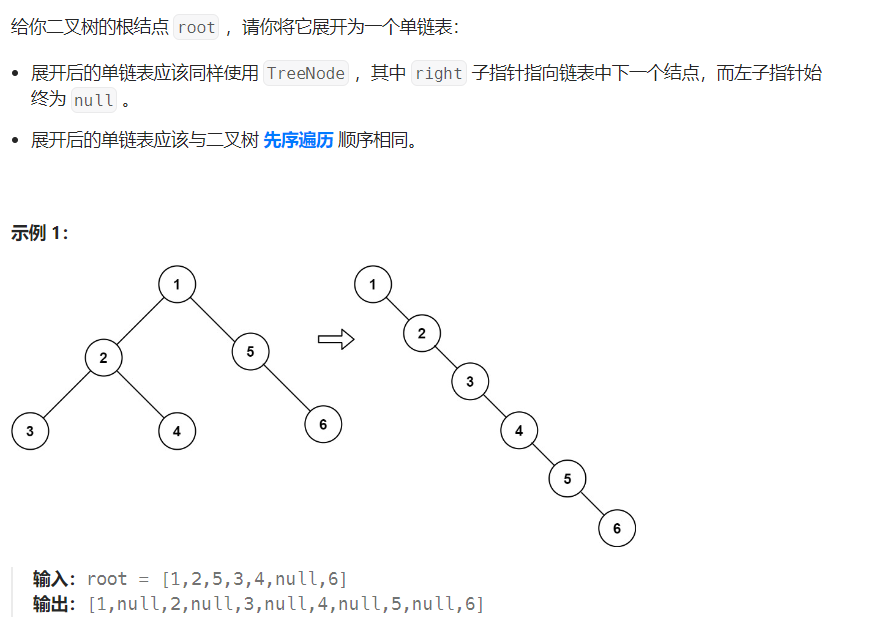 给你二叉树的根结点 root ，请你将它展开为一个单链表：
• 展开后的单链表应该同样使用 TreeNode ，其中 right 子指针指向链表中下一个结点，而左子指针始
终为 null 。
• 展开后的单链表应该与二叉树 先序遍历 顺序相同。
示例 1：
1
2
5
3
4
6
1
2
3
4
5
6
输入：root = [1,2,5,3,4,null,6]
输出：[1,null,2,null,3,null,4,null,5,null,6]